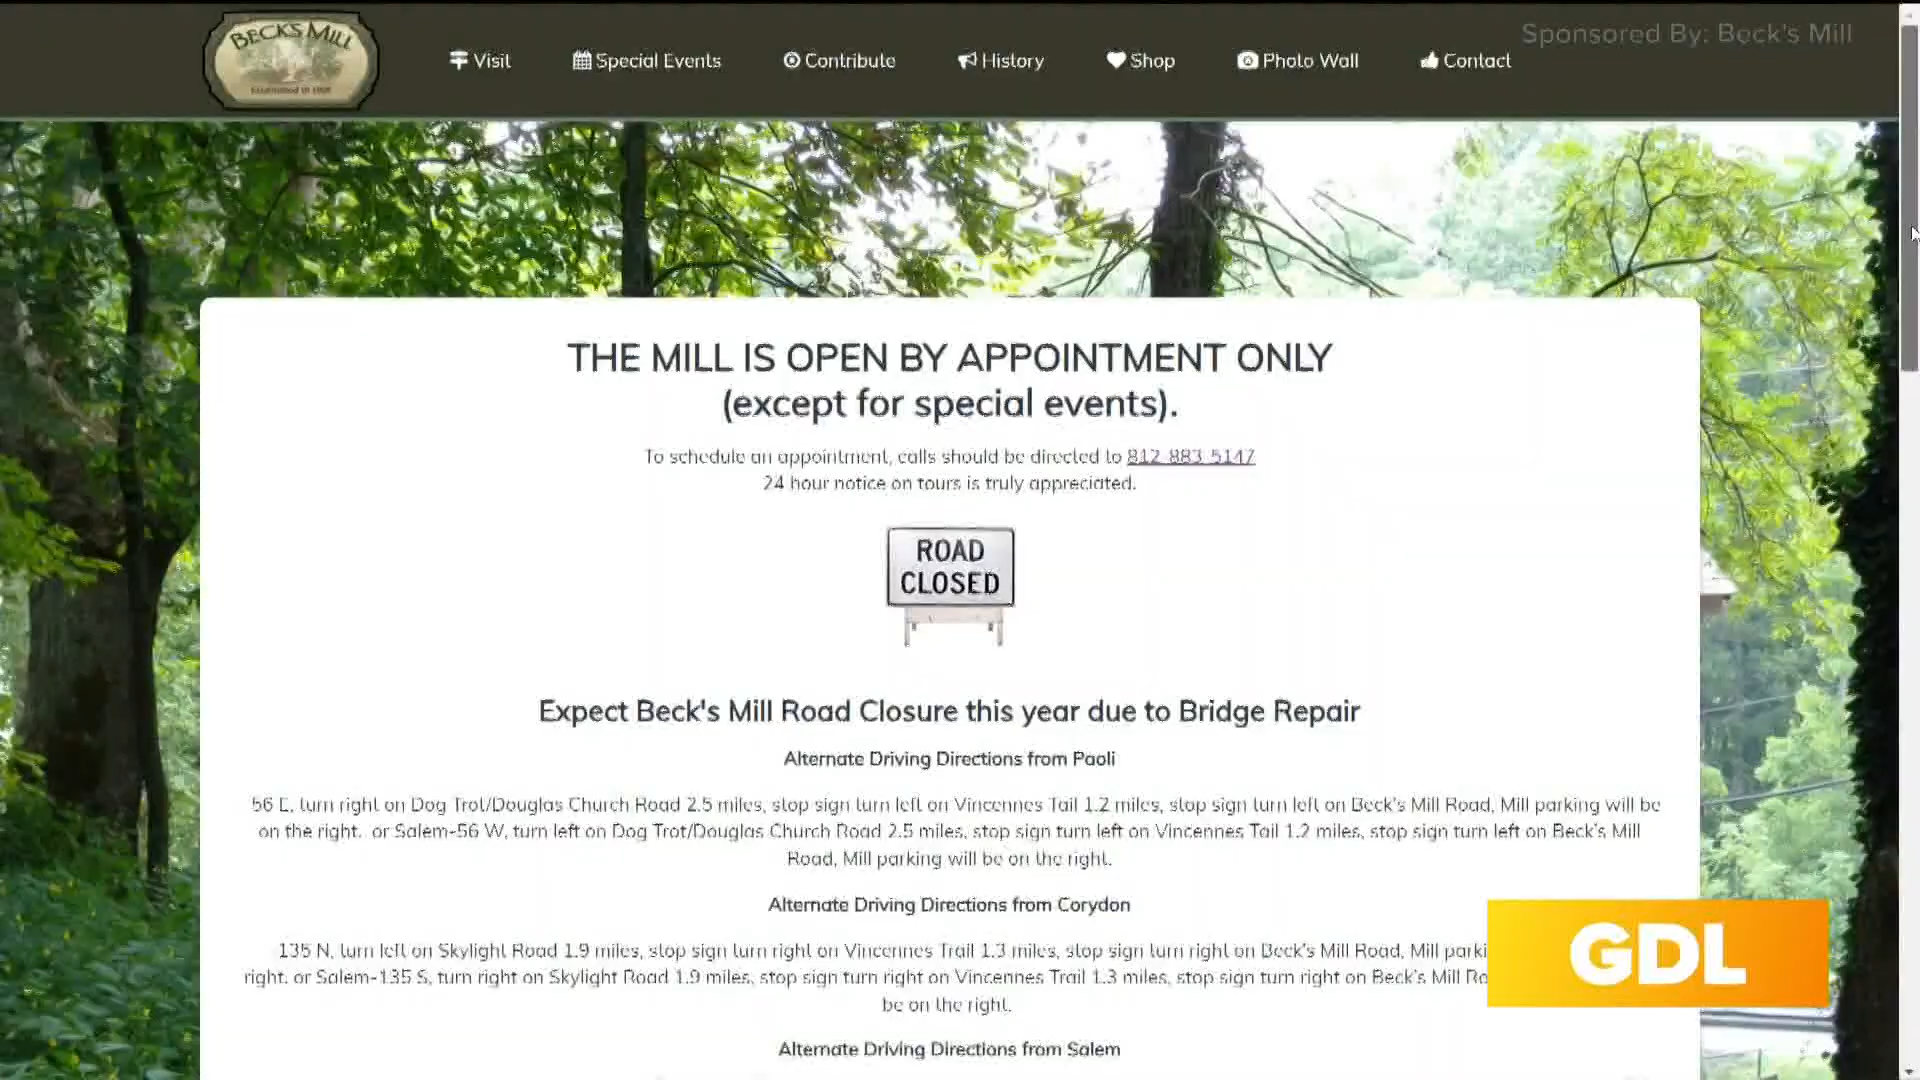 BECK'S MILL
Established in 1808
Visit
Special Events
Contribute
History
Shop
Photo Wall
Contact
Sponsored By: Beck's Mill
THE MILL IS OPEN BY APPOINTMENT ONLY
(except for special events).
To schedule an appointment, calls should be directed to 812-883-5147
24 hour notice on tours is truly appreciated.
ROAD
CLOSED
Expect Beck's Mill Road Closure this year due to Bridge Repair
Alternate Driving Directions from Paoli
56 E, turn right on Dog Trot/Douglas Church Road 2.5 miles, stop sign turn left on Vincennes Tail 1.2 miles, stop sign turn left on Beck's Mill Road, Mill parking will be
on the right. or Salem-56 W, turn left on Dog Trot/Douglas Church Road 2.5 miles, stop sign turn left on Vincennes Tail 1.2 miles, stop sign turn left on Beck's Mill
Road, Mill parking will be on the right.
Alternate Driving Directions from Corydon
135 N, turn left on Skylight Road 1.9 miles, stop sign turn right on Vincennes Trail 1.3 miles, stop sign turn right on Beck's Mill Road, Mill parki
right. or Salem-135 S, turn right on Skylight Road 1.9 miles, stop sign turn right on Vincennes Trail 1.3 miles, stop sign turn right on Beck's Mill Ro
be on the right.
GDL
Alternate Driving Directions from Salem